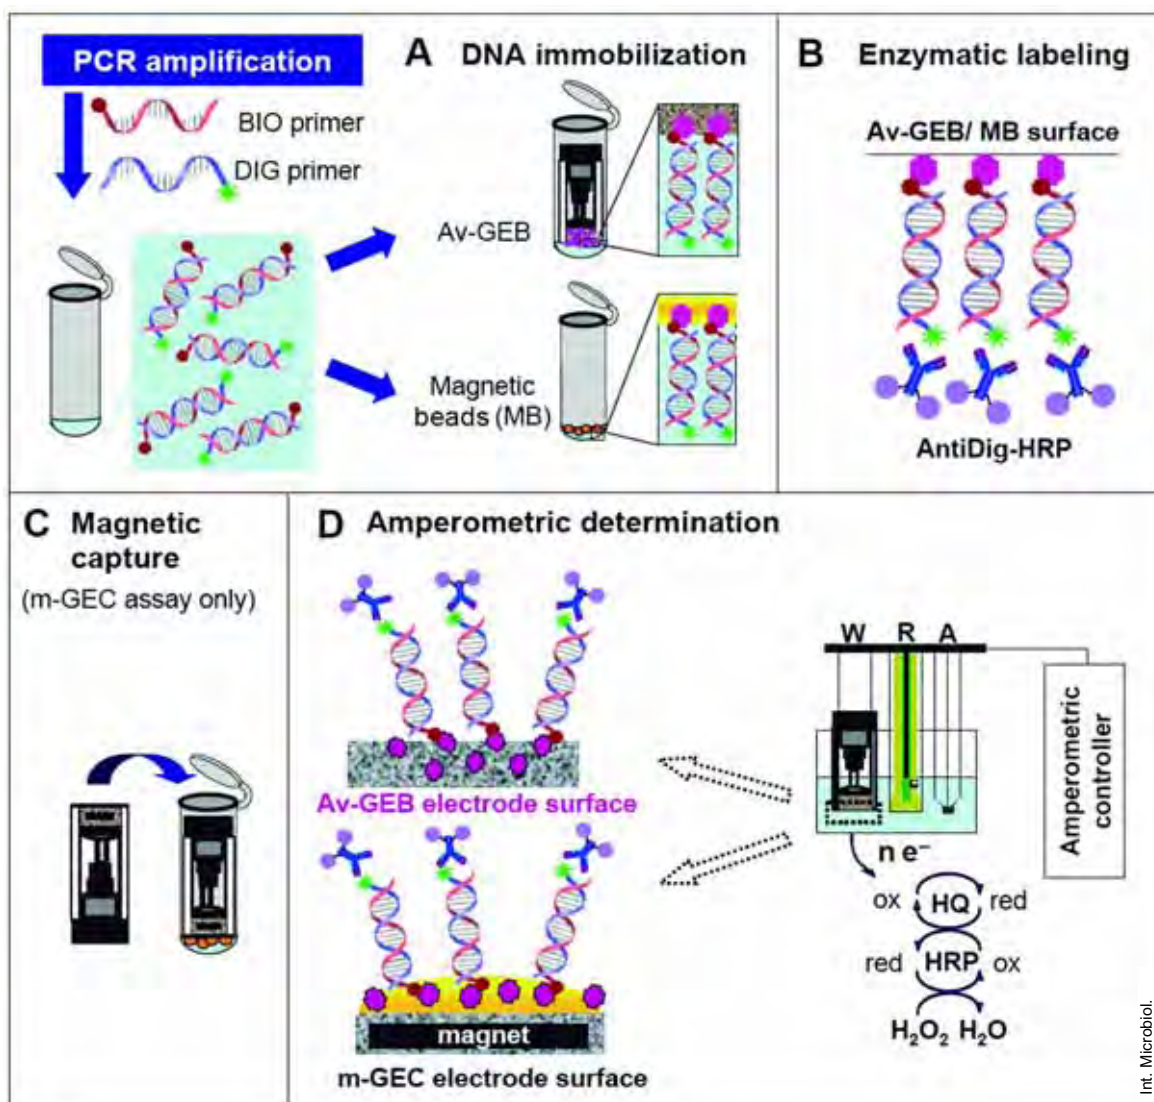 PCR amplification
BIO primer
DIG primer
A DNA immobilization
Av-GEB
Magnetic
beads (MB)
B Enzymatic labeling
Av-GEB/ MB surface
AntiDig-HRP
C Magnetic
capture
(m-GEC assay only)
D Amperometric determination
Av-GEB electrode surface
magnet
m-GEC electrode surface
W R A
Amperometric
controller
n e⁻
ox HQ red
red HRP ox
H₂O₂ H₂O
Int. Microbiol.